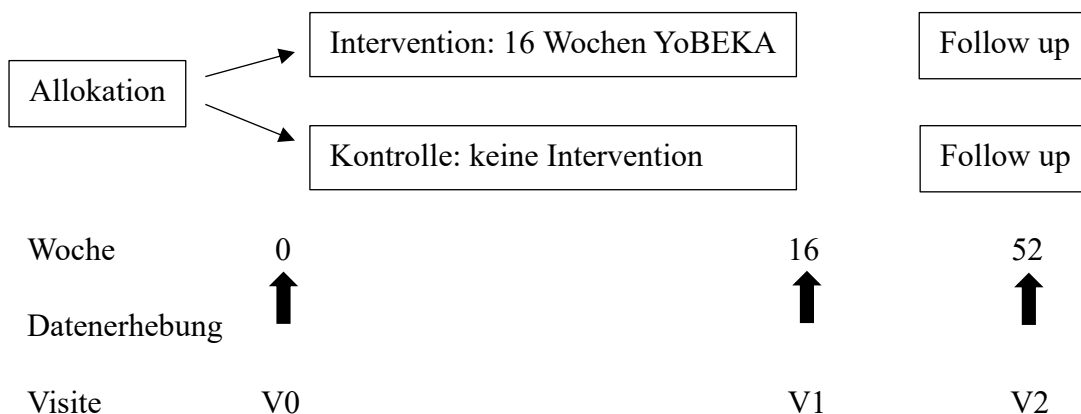 Intervention: 16 Wochen YoBEKA
Follow up
Allokation
Kontrolle: keine Intervention
Follow up
Woche 0 16 52
Datenerhebung
Visite V0 V1 V2